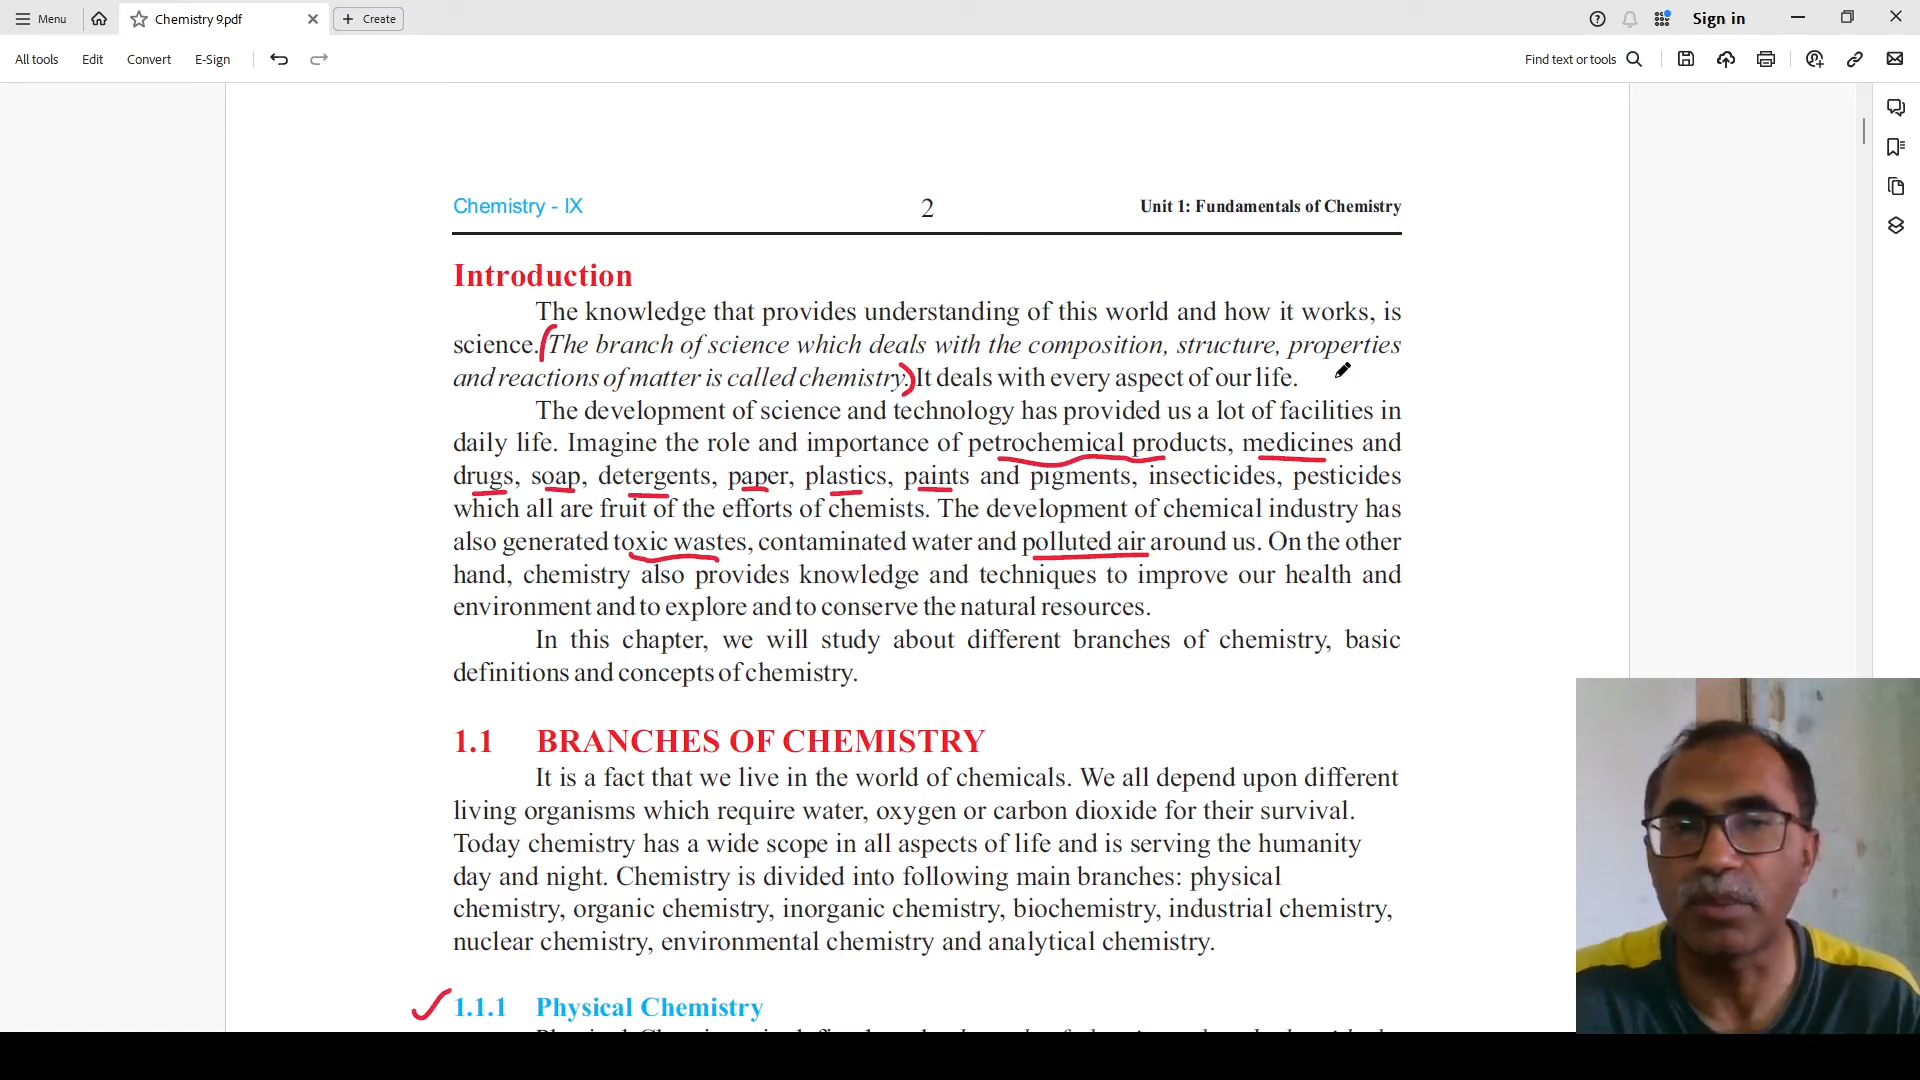 Menu
Chemistry 9.pdf
Create
Sign in
All tools
Edit
Convert
E-Sign
Find text or tools
Chemistry - IX
2
Unit 1: Fundamentals of Chemistry
Introduction
The knowledge that provides understanding of this world and how it works, is
science. The branch of science which deals with the composition, structure, properties
and reactions of matter is called chemistry. It deals with every aspect of our life.
The development of science and technology has provided us a lot of facilities in
daily life. Imagine the role and importance of petrochemical products, medicines and
drugs, soap, detergents, paper, plastics, paints and pigments, insecticides, pesticides
which all are fruit of the efforts of chemists. The development of chemical industry has
also generated toxic wastes, contaminated water and polluted air around us. On the other
hand, chemistry also provides knowledge and techniques to improve our health and
environment and to explore and to conserve the natural resources.
In this chapter, we will study about different branches of chemistry, basic
definitions and concepts of chemistry.
1.1 BRANCHES OF CHEMISTRY
It is a fact that we live in the world of chemicals. We all depend upon different
living organisms which require water, oxygen or carbon dioxide for their survival.
Today chemistry has a wide scope in all aspects of life and is serving the humanity
day and night. Chemistry is divided into following main branches: physical
chemistry, organic chemistry, inorganic chemistry, biochemistry, industrial chemistry,
nuclear chemistry, environmental chemistry and analytical chemistry.
1.1.1 Physical Chemistry